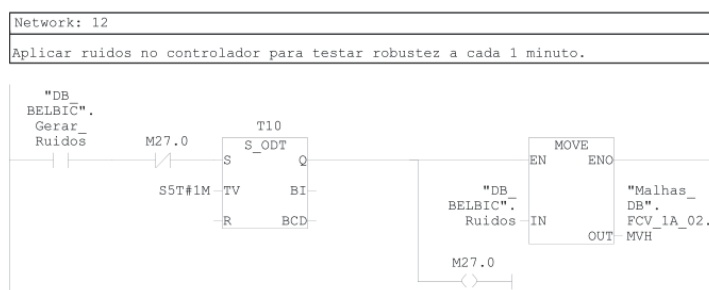 Network: 12
Aplicar ruidos no controlador para testar robustez a cada 1 minuto.
"DB_
BELBIC".
Gerar_
Ruidos
M27.0
T10
S_ODT
S
Q
S5T#1M
TV
BI
R
BCD
MOVE
EN
ENO
"DB_
BELBIC".
Ruidos
IN
"Malhas_
DB".
FCV_1A_02.
OUT
MVH
M27.0